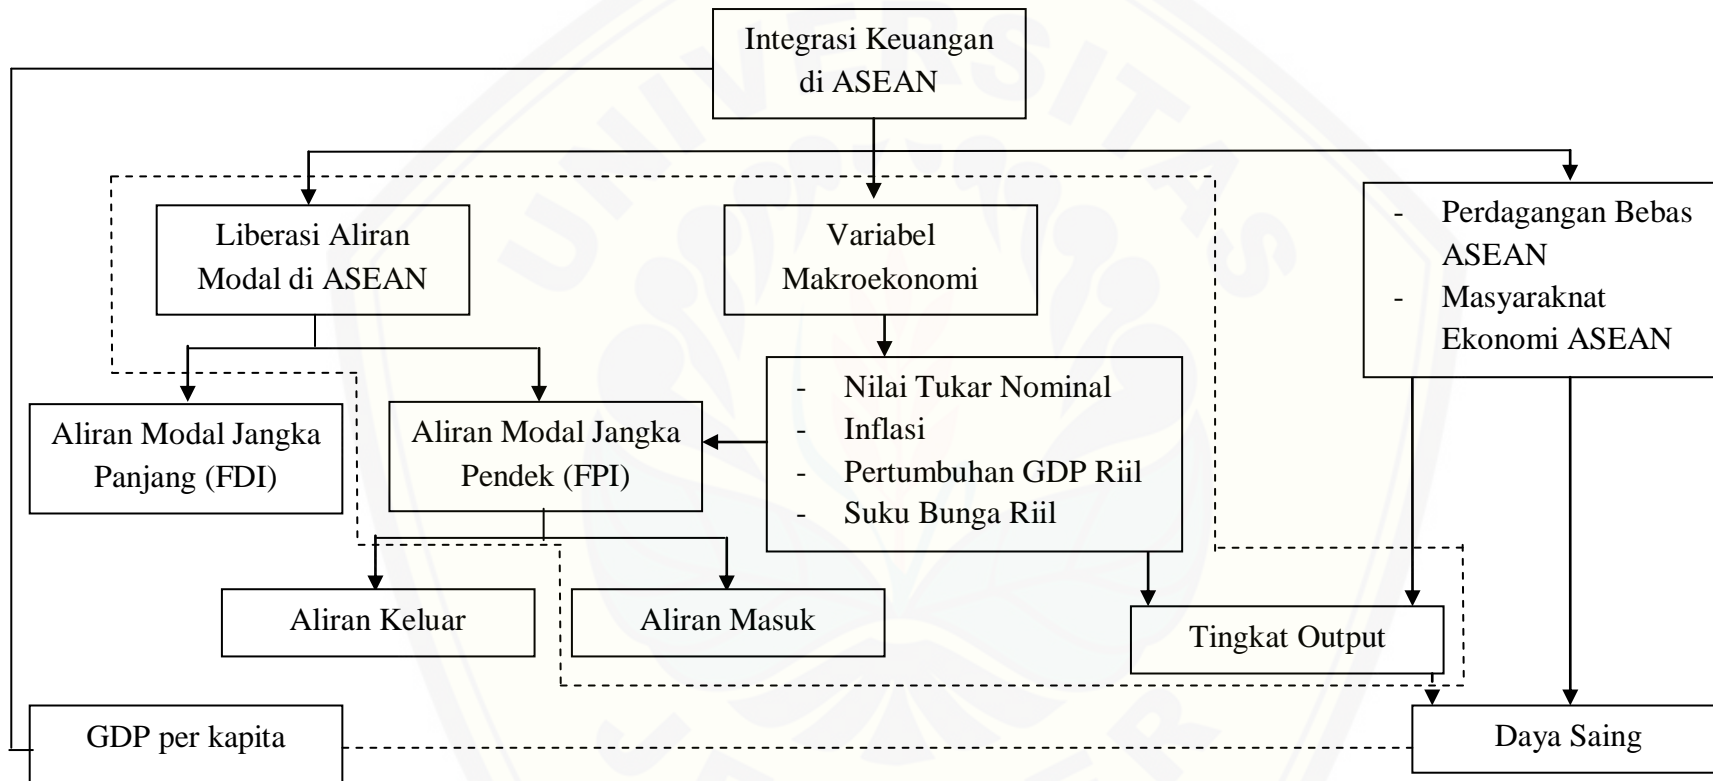 UNIVERSITAS
Integrasi Keuangan
di ASEAN
Liberasi Aliran
Modal di ASEAN
Variabel
Makroekonomi
- Perdagangan Bebas
ASEAN
- Masyaraknat
Ekonomi ASEAN
Aliran Modal Jangka
Panjang (FDI)
Aliran Modal Jangka
Pendek (FPI)
- Nilai Tukar Nominal
- Inflasi
- Pertumbuhan GDP Riil
- Suku Bunga Riil
Aliran Keluar
Aliran Masuk
Tingkat Output
GDP per kapita
Daya Saing